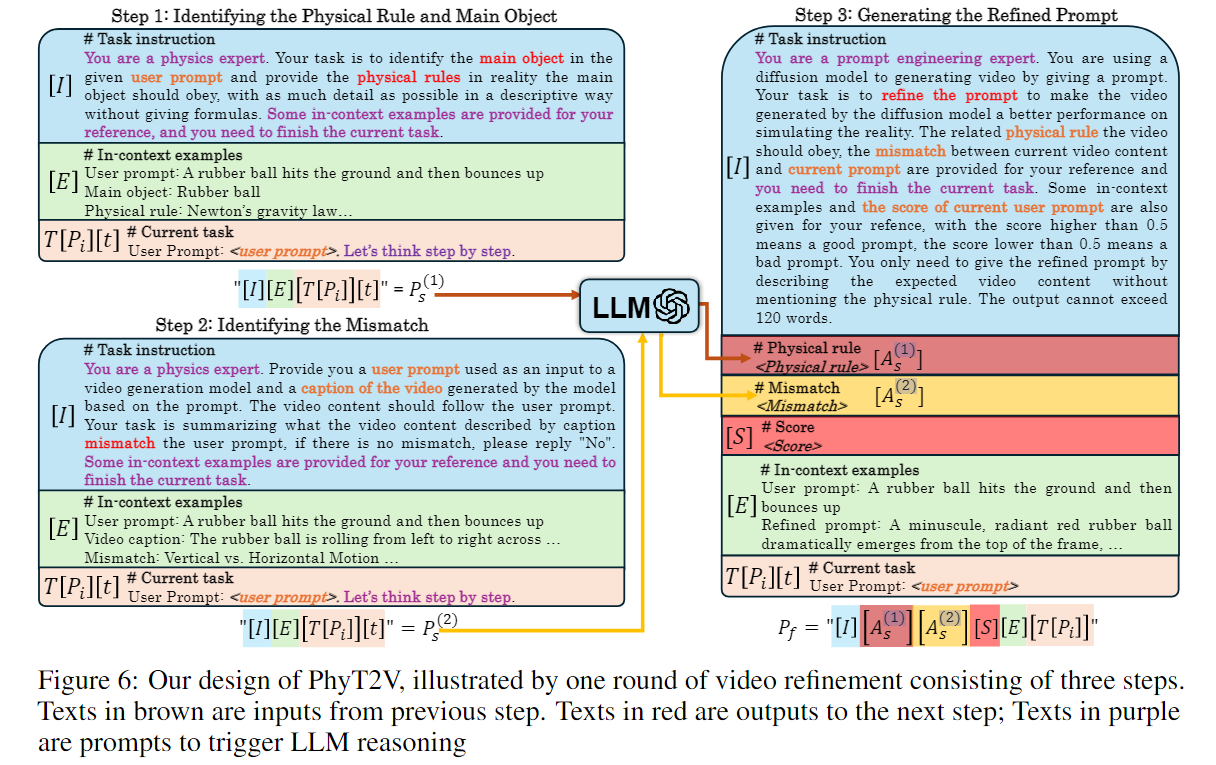 Step 1: Identifying the Physical Rule and Main Object
# Task instruction
[I]
You are a physics expert. Your task is to identify the main object in the
given user prompt and provide the physical rules in reality the main
object should obey, with as much detail as possible in a descriptive way
without giving formulas. Some in-context examples are provided for your
reference, and you need to finish the current task.
# In-context examples
[E]
User prompt: A rubber ball hits the ground and then bounces up
Main object: Rubber ball
Physical rule: Newton's gravity law…
T[P_i][t]
# Current task
User Prompt: <user prompt>. Let's think step by step.
"[I][E][T[P_i]][t]" = P_s^(1)
Step 2: Identifying the Mismatch
# Task instruction
[I]
You are a physics expert. Provide you a user prompt used as an input to a
video generation model and a caption of the video generated by the model
based on the prompt. The video content should follow the user prompt.
Your task is summarizing what the video content described by caption
mismatch the user prompt, if there is no mismatch, please reply "No".
Some in-context examples are provided for your reference and you need to
finish the current task.
# In-context examples
[E]
User prompt: A rubber ball hits the ground and then bounces up
Video caption: The rubber ball is rolling from left to right across …
Mismatch: Vertical vs. Horizontal Motion …
T[P_i][t]
# Current task
User Prompt: <user prompt>. Let's think step by step.
"[I][E][T[P_i]][t]" = P_s^(2)
LLM
Step 3: Generating the Refined Prompt
# Task instruction
[I]
You are a prompt engineering expert. You are using a
diffusion model to generating video by giving a prompt.
Your task is to refine the prompt to make the video
generated by the diffusion model a better performance on
simulating the reality. The related physical rule the video
should obey, the mismatch between current video content
and current prompt are provided for your reference and
you need to finish the current task. Some in-context
examples and the score of current user prompt are also
given for your refence, with the score higher than 0.5
means a good prompt, the score lower than 0.5 means a
bad prompt. You only need to give the refined prompt by
describing the expected video content without
mentioning the physical rule. The output cannot exceed
120 words.
# Physical rule
<Physical rule> [A_s^(1)]
# Mismatch
<Mismatch> [A_s^(2)]
[S]
# Score
<Score>
# In-context examples
[E]
User prompt: A rubber ball hits the ground and then
bounces up
Refined prompt: A minuscule, radiant red rubber ball
dramatically emerges from the top of the frame, …
T[P_i][t]
# Current task
User Prompt: <user prompt>
P_f = "[I][A_s^(1)][A_s^(2)][S][E][T[P_i]]"
Figure 6: Our design of PhyT2V, illustrated by one round of video refinement consisting of three steps.
Texts in brown are inputs from previous step. Texts in red are outputs to the next step; Texts in purple
are prompts to trigger LLM reasoning